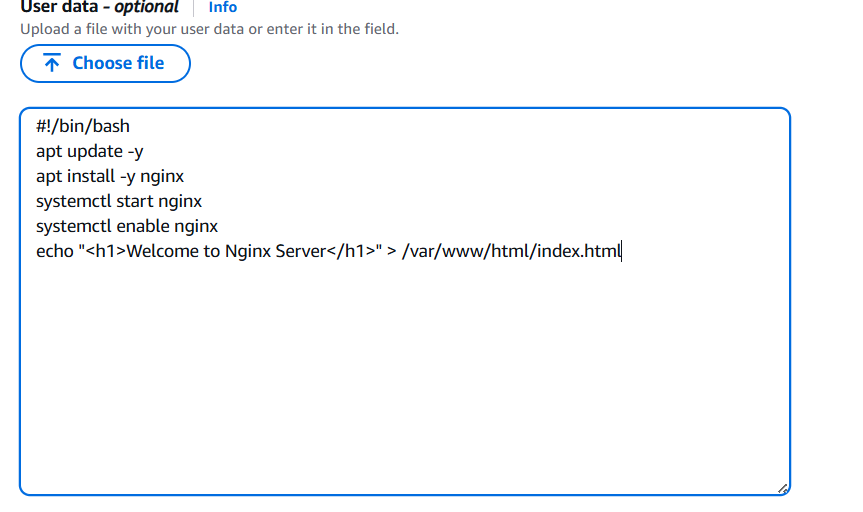 User data - optional Info
Upload a file with your user data or enter it in the field.
Choose file
#!/bin/bash
apt update -y
apt install -y nginx
systemctl start nginx
systemctl enable nginx
echo "<h1>Welcome to Nginx Server</h1>" > /var/www/html/index.html